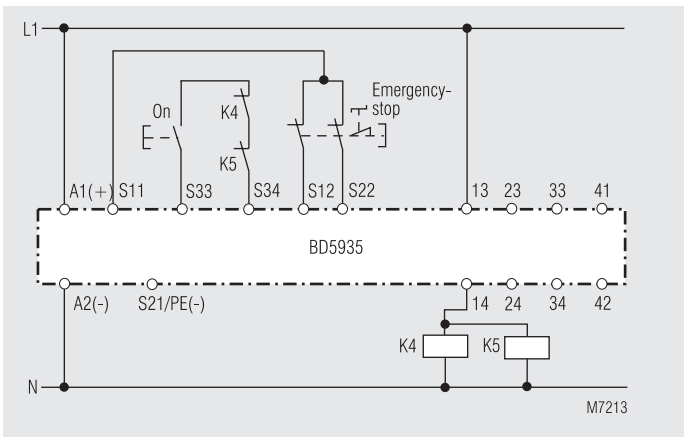 L1
Emergency-
stop
On
K4
K5
A1(+) S11 S33 S34 S12 S22 13 23 33 41
BD5935
A2(-) S21/PE(-) 14 24 34 42
K4 K5
N
M7213